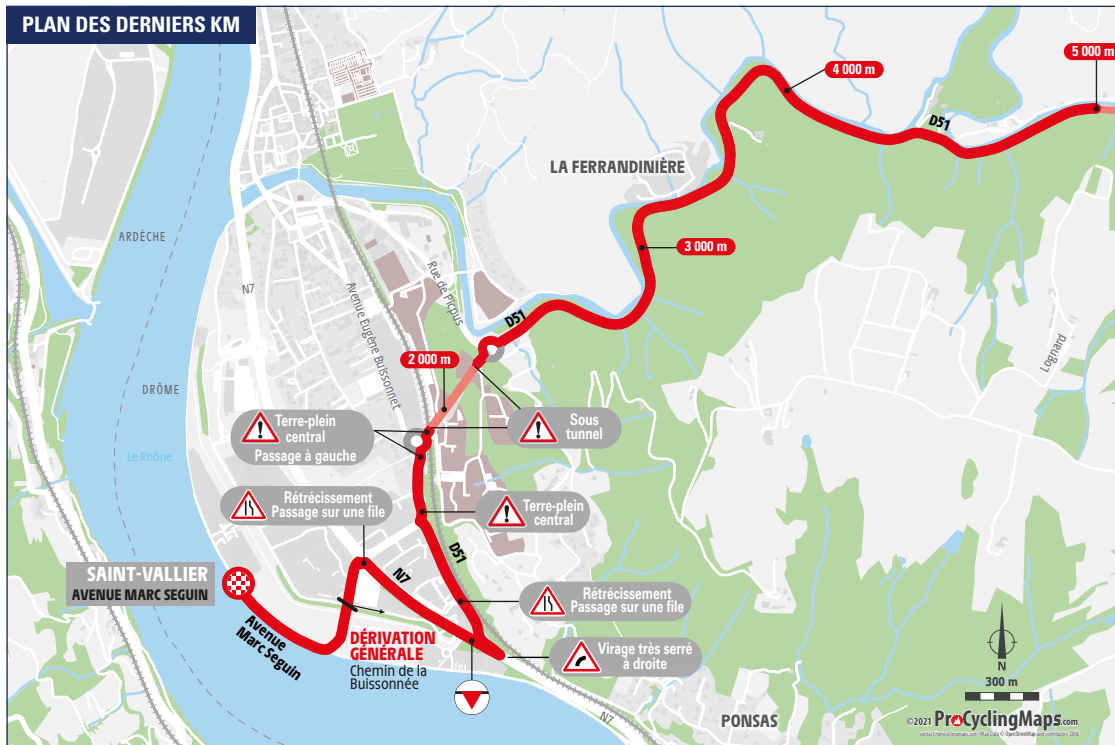 PLAN DES DERNIERS KM
5 000 m
4 000 m
D51
LA FERRANDINIÈRE
3 000 m
ARDÈCHE
N7
Avenue Eugène Buissonnet
Rue de Picpus
D51
Lognard
2 000 m
DRÔME
Terre-plein
central
Passage à gauche
Sous
tunnel
Le Rhône
Rétrécissement
Passage sur une file
Terre-plein
central
D51
N7
SAINT-VALLIER
AVENUE MARC SEGUIN
Rétrécissement
Passage sur une file
Avenue
Marc Seguin
DÉRIVATION
GÉNÉRALE
Chemin de la
Buissonnée
Virage très serré
à droite
N
300 m
N7
PONSAS
©2021 ProCyclingMaps.com